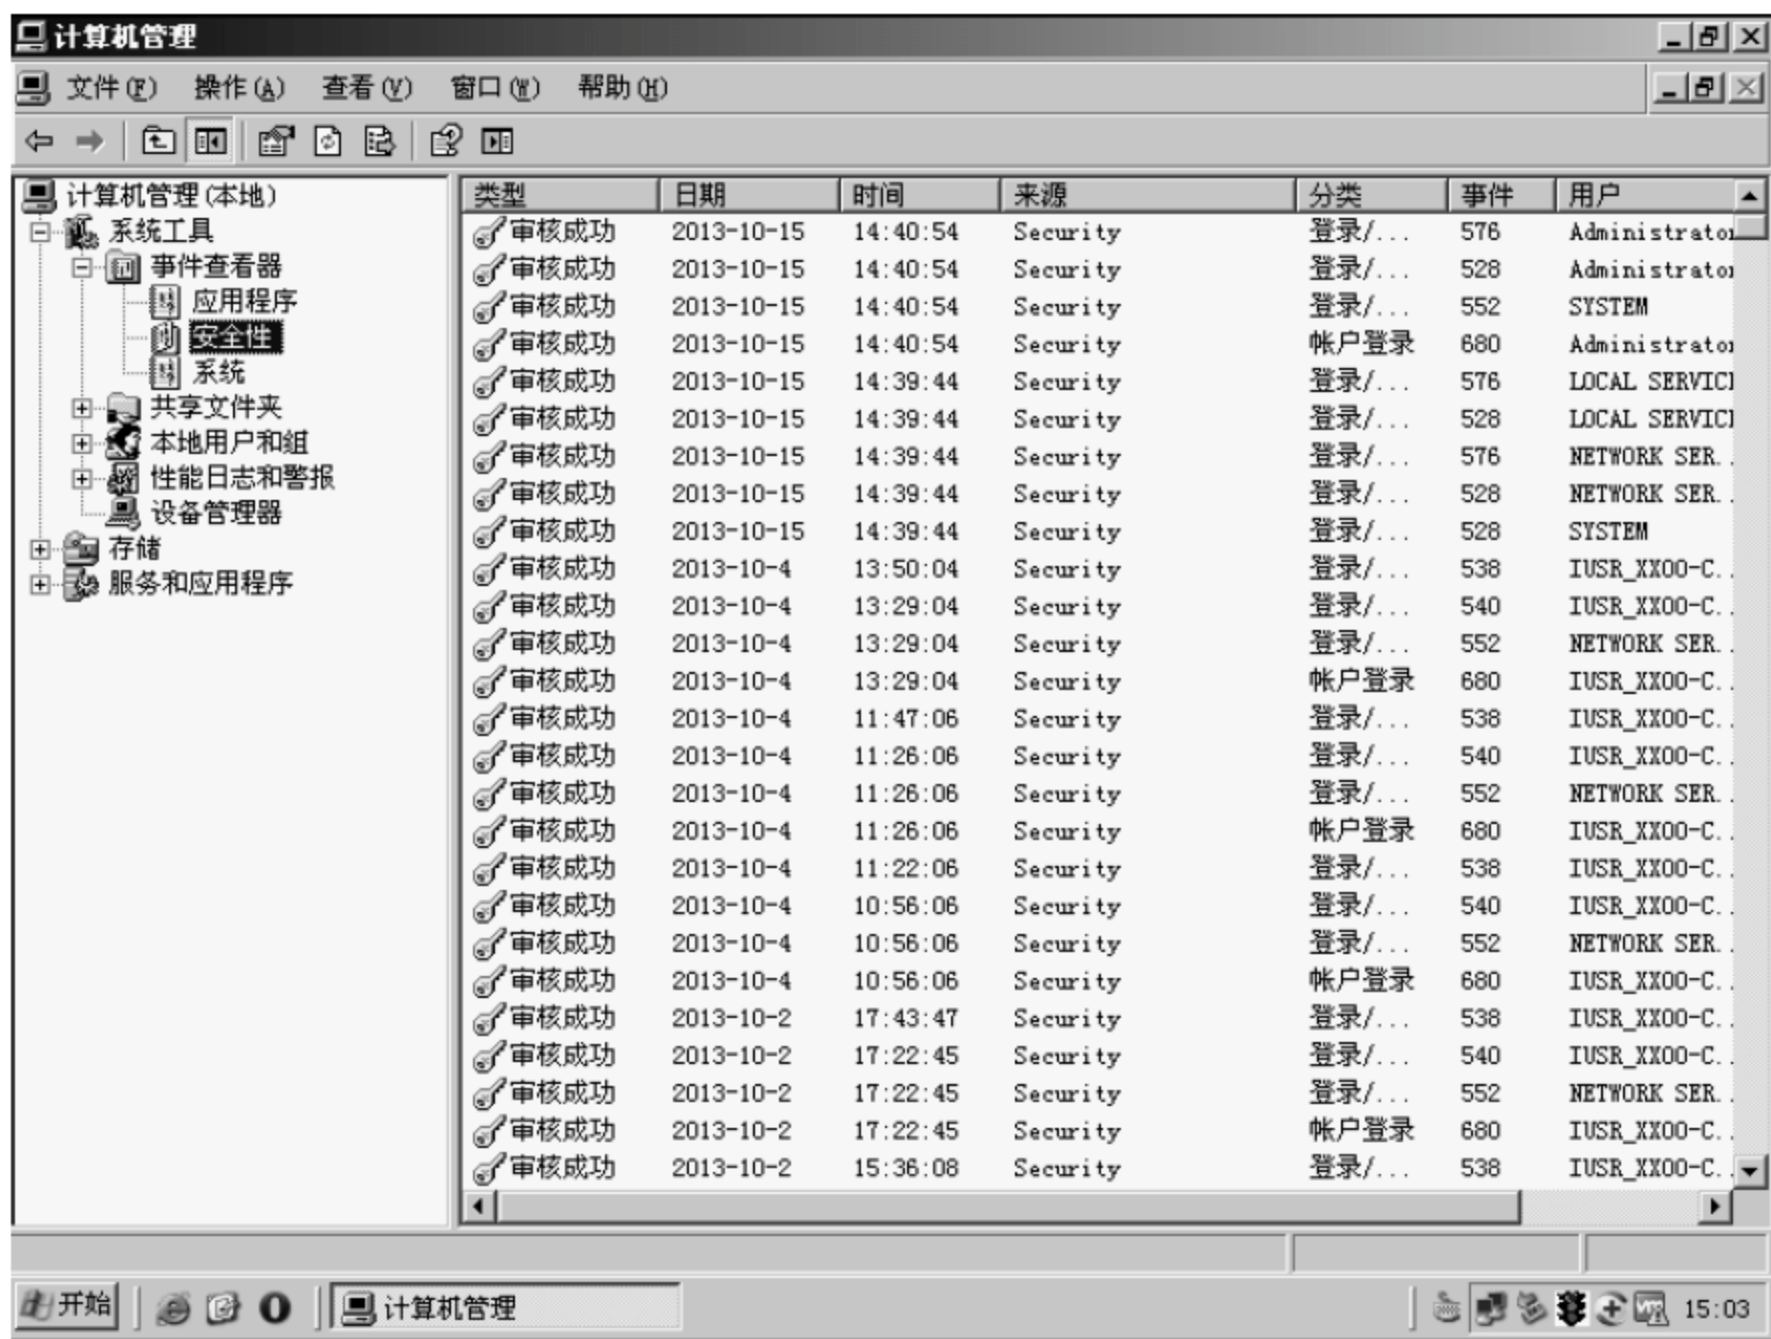 计算机管理
文件(F) 操作(A) 查看(V) 窗口(W) 帮助(H)
计算机管理(本地)
系统工具
事件查看器
应用程序
安全性
系统
共享文件夹
本地用户和组
性能日志和警报
设备管理器
存储
服务和应用程序
类型 日期 时间 来源 分类 事件 用户
审核成功 2013-10-15 14:40:54 Security 登录/... 576 Administrator
审核成功 2013-10-15 14:40:54 Security 登录/... 528 Administrator
审核成功 2013-10-15 14:40:54 Security 登录/... 552 SYSTEM
审核成功 2013-10-15 14:40:54 Security 帐户登录 680 Administrator
审核成功 2013-10-15 14:39:44 Security 登录/... 576 LOCAL SERVICE
审核成功 2013-10-15 14:39:44 Security 登录/... 528 LOCAL SERVICE
审核成功 2013-10-15 14:39:44 Security 登录/... 576 NETWORK SER..
审核成功 2013-10-15 14:39:44 Security 登录/... 528 NETWORK SER..
审核成功 2013-10-15 14:39:44 Security 登录/... 528 SYSTEM
审核成功 2013-10-4 13:50:04 Security 登录/... 538 IUSR_XXOO-C..
审核成功 2013-10-4 13:29:04 Security 登录/... 540 IUSR_XXOO-C..
审核成功 2013-10-4 13:29:04 Security 登录/... 552 NETWORK SER..
审核成功 2013-10-4 13:29:04 Security 帐户登录 680 IUSR_XXOO-C..
审核成功 2013-10-4 11:47:06 Security 登录/... 538 IUSR_XXOO-C..
审核成功 2013-10-4 11:26:06 Security 登录/... 540 IUSR_XXOO-C..
审核成功 2013-10-4 11:26:06 Security 登录/... 552 NETWORK SER..
审核成功 2013-10-4 11:26:06 Security 帐户登录 680 IUSR_XXOO-C..
审核成功 2013-10-4 11:22:06 Security 登录/... 538 IUSR_XXOO-C..
审核成功 2013-10-4 10:56:06 Security 登录/... 540 IUSR_XXOO-C..
审核成功 2013-10-4 10:56:06 Security 登录/... 552 NETWORK SER..
审核成功 2013-10-4 10:56:06 Security 帐户登录 680 IUSR_XXOO-C..
审核成功 2013-10-2 17:43:47 Security 登录/... 538 IUSR_XXOO-C..
审核成功 2013-10-2 17:22:45 Security 登录/... 540 IUSR_XXOO-C..
审核成功 2013-10-2 17:22:45 Security 登录/... 552 NETWORK SER..
审核成功 2013-10-2 17:22:45 Security 帐户登录 680 IUSR_XXOO-C..
审核成功 2013-10-2 15:36:08 Security 登录/... 538 IUSR_XXOO-C..
开始 计算机管理 15:03